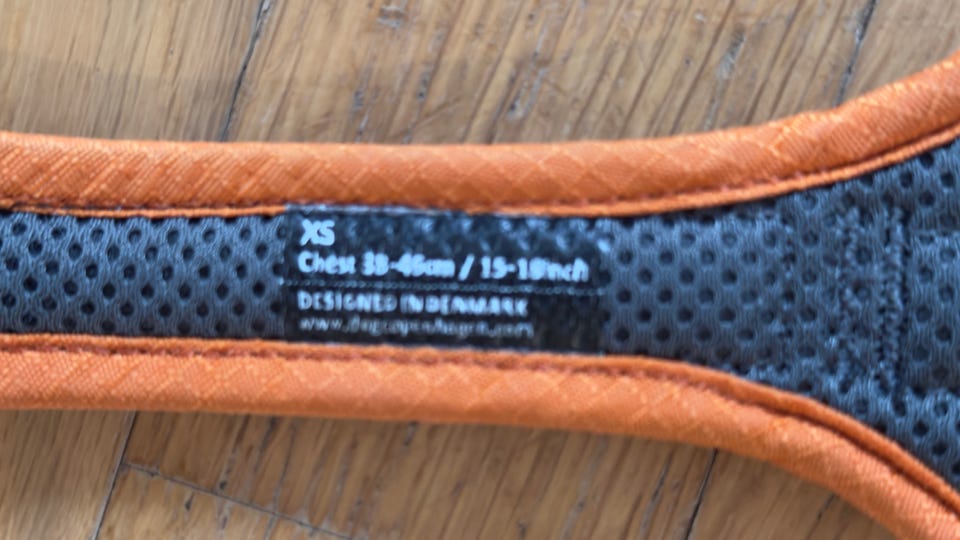 XS
Chest 38-46cm / 15-18inch
DESIGNED IN DENMARK
www.dogcopenhagen.com